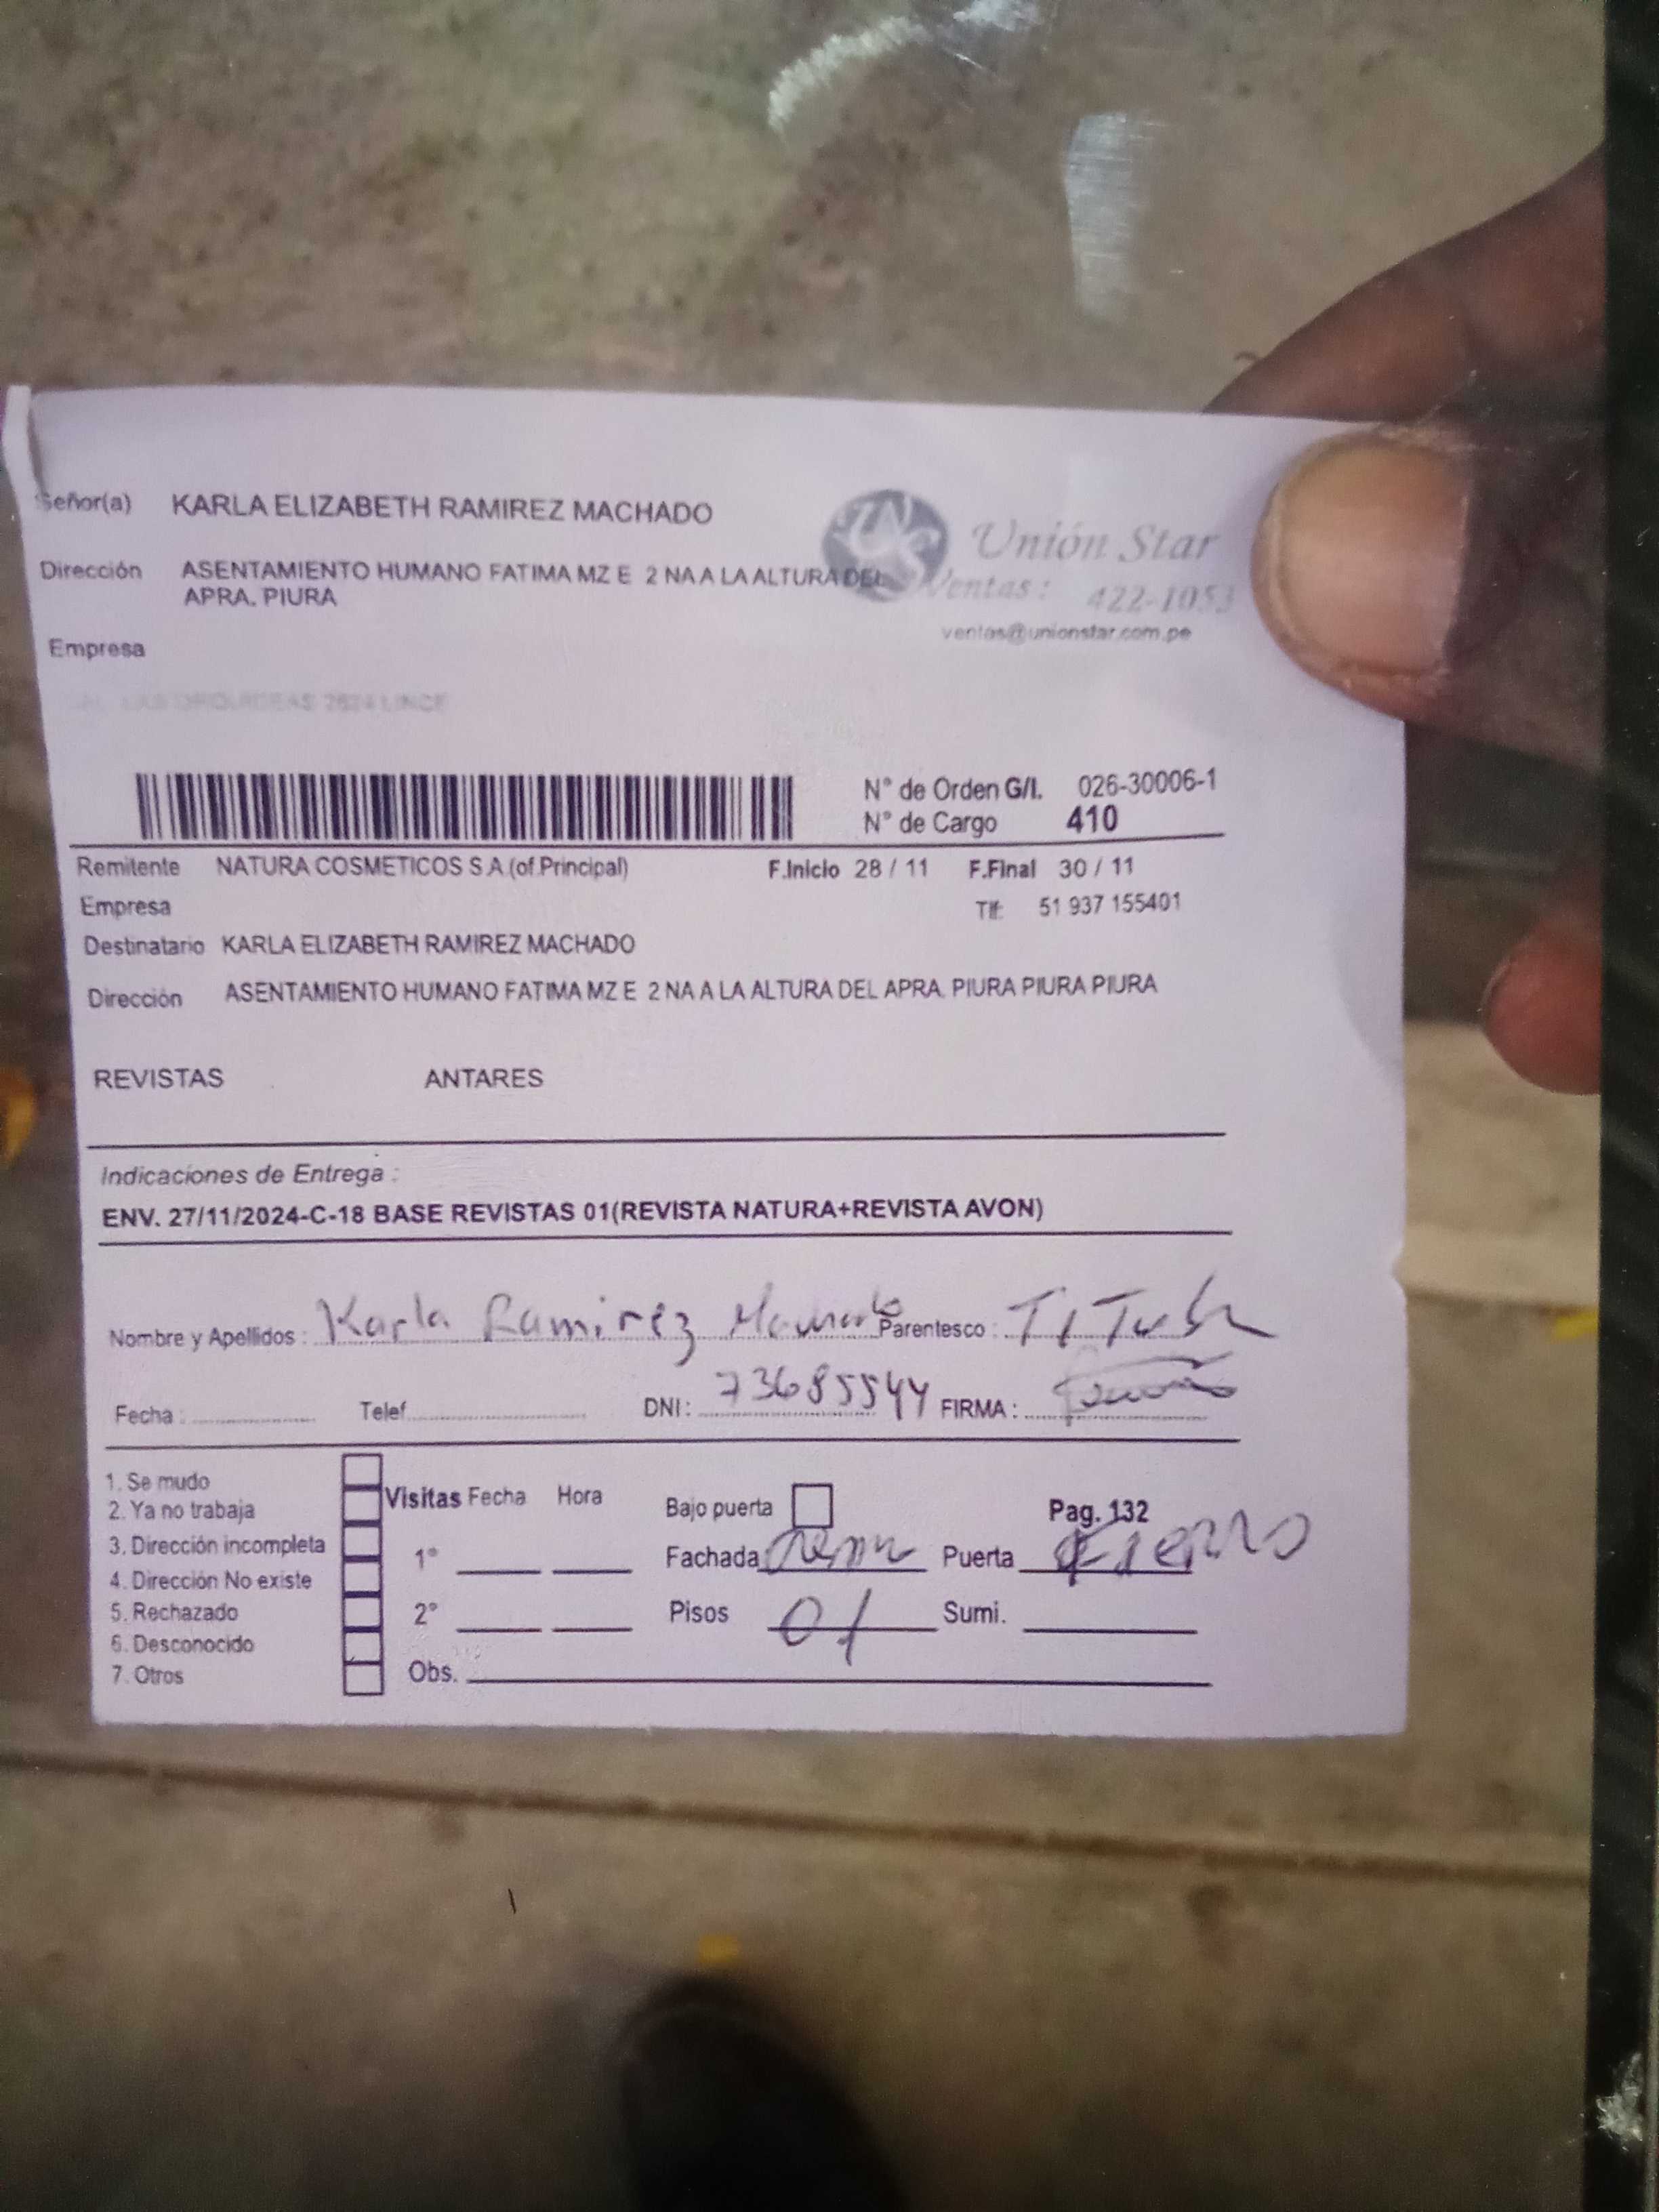 Señor(a) KARLA ELIZABETH RAMIREZ MACHADO
Unión Star
Dirección ASENTAMIENTO HUMANO FATIMA MZ E 2 NA A LA ALTURA DEL
APRA. PIURA
Ventas: 422-1053
ventas@unionstar.com.pe
Empresa
2624 LINCE
N° de Orden G/I. 026-30006-1
N° de Cargo 410
Remitente NATURA COSMETICOS S.A.(of.Principal) F.Inicio 28 / 11 F.Final 30 / 11
Empresa Tlf: 51 937 155401
Destinatario KARLA ELIZABETH RAMIREZ MACHADO
Dirección ASENTAMIENTO HUMANO FATIMA MZ E 2 NA A LA ALTURA DEL APRA. PIURA PIURA PIURA
REVISTAS ANTARES
Indicaciones de Entrega :
ENV. 27/11/2024-C-18 BASE REVISTAS 01(REVISTA NATURA+REVISTA AVON)
Nombre y Apellidos : Karla Ramirez Machado Parentesco : TiTular
Fecha : Telef. DNI: 73685544 FIRMA :
1. Se mudo
2. Ya no trabaja
3. Dirección incompleta
4. Dirección No existe
5. Rechazado
6. Desconocido
7. Otros
Visitas Fecha Hora
1°
2°
Obs.
Bajo puerta Pag. 132
Fachada Puerta Fierro
Pisos 01 Sumi.